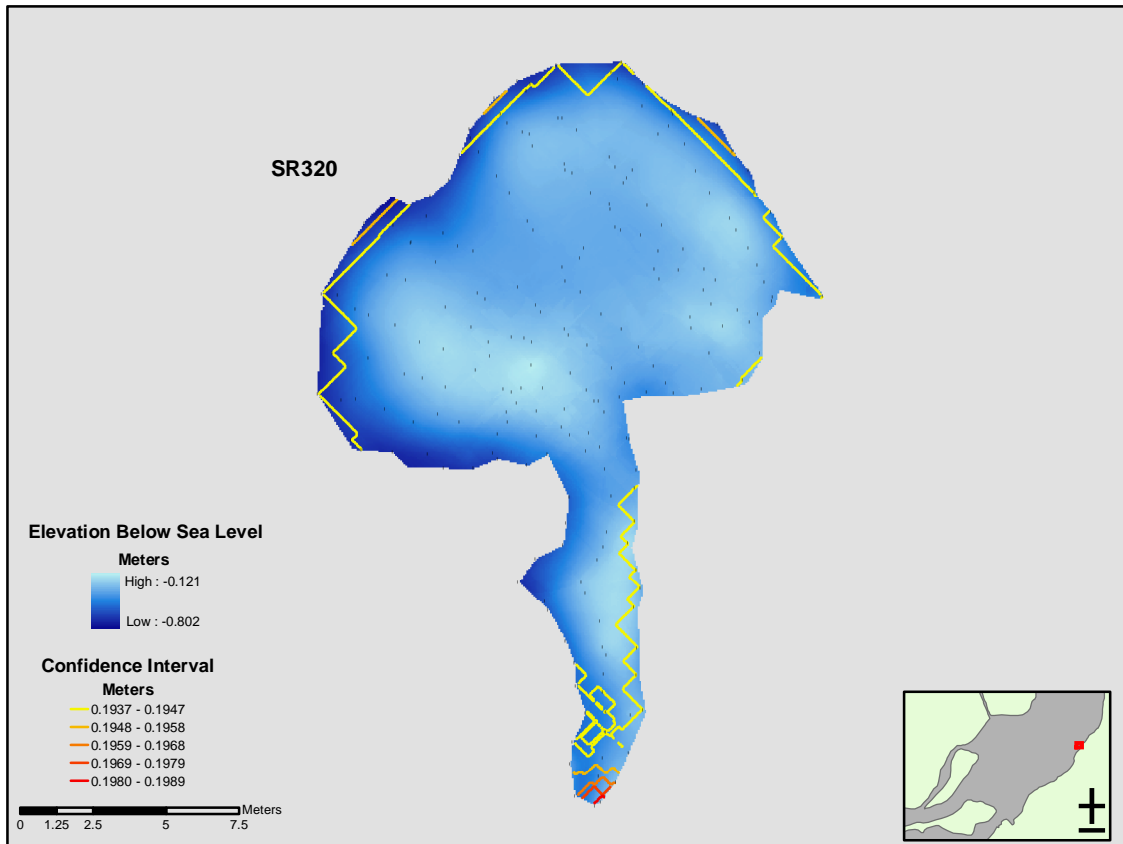 SR320
Elevation Below Sea Level
Meters
High : -0.121
Low : -0.802
Confidence Interval
Meters
0.1937 - 0.1947
0.1948 - 0.1958
0.1959 - 0.1968
0.1969 - 0.1979
0.1980 - 0.1989
Meters
0 1.25 2.5 5 7.5